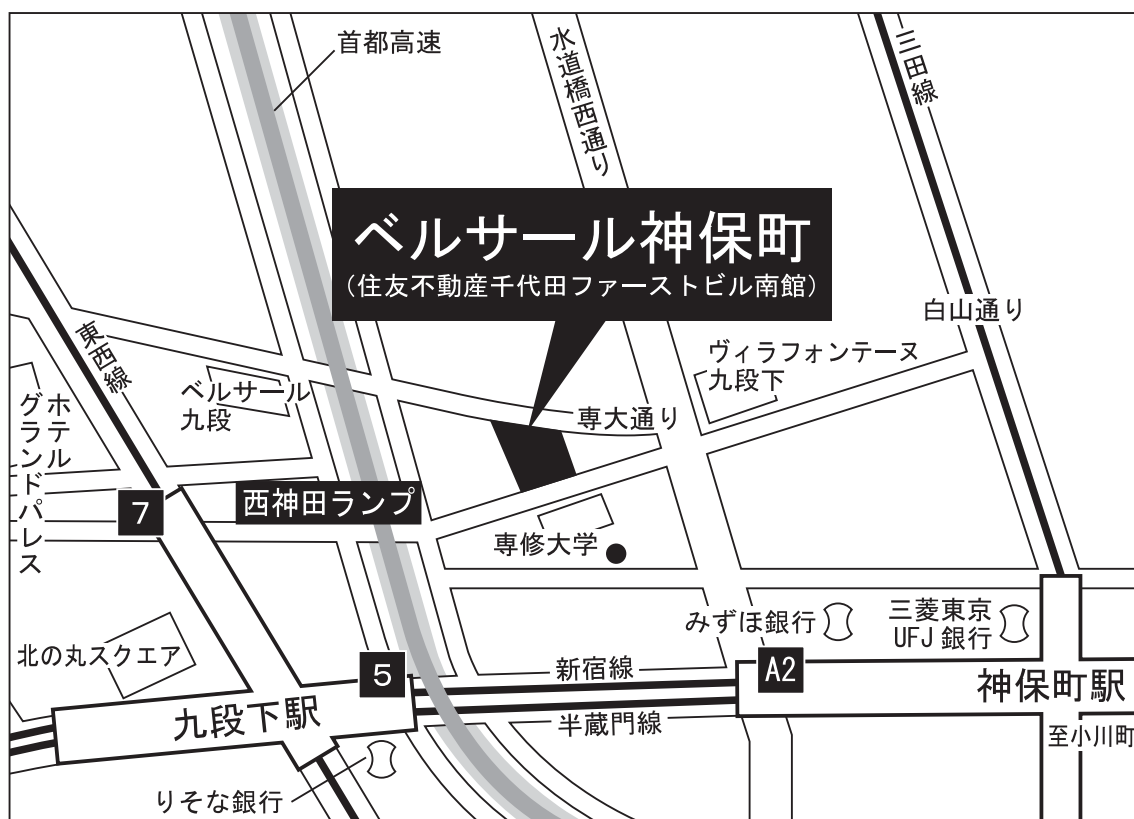 首都高速
水道橋西通り
三田線
ベルサール神保町
（住友不動産千代田ファーストビル南館）
白山通り
東西線
ヴィラフォンテーヌ
九段下
ベルサール
九段
専大通り
ホテル
グランドパレス
西神田ランプ
7
専修大学
みずほ銀行
三菱東京
UFJ銀行
北の丸スクエア
5
新宿線
A2
神保町駅
九段下駅
半蔵門線
至小川町
りそな銀行